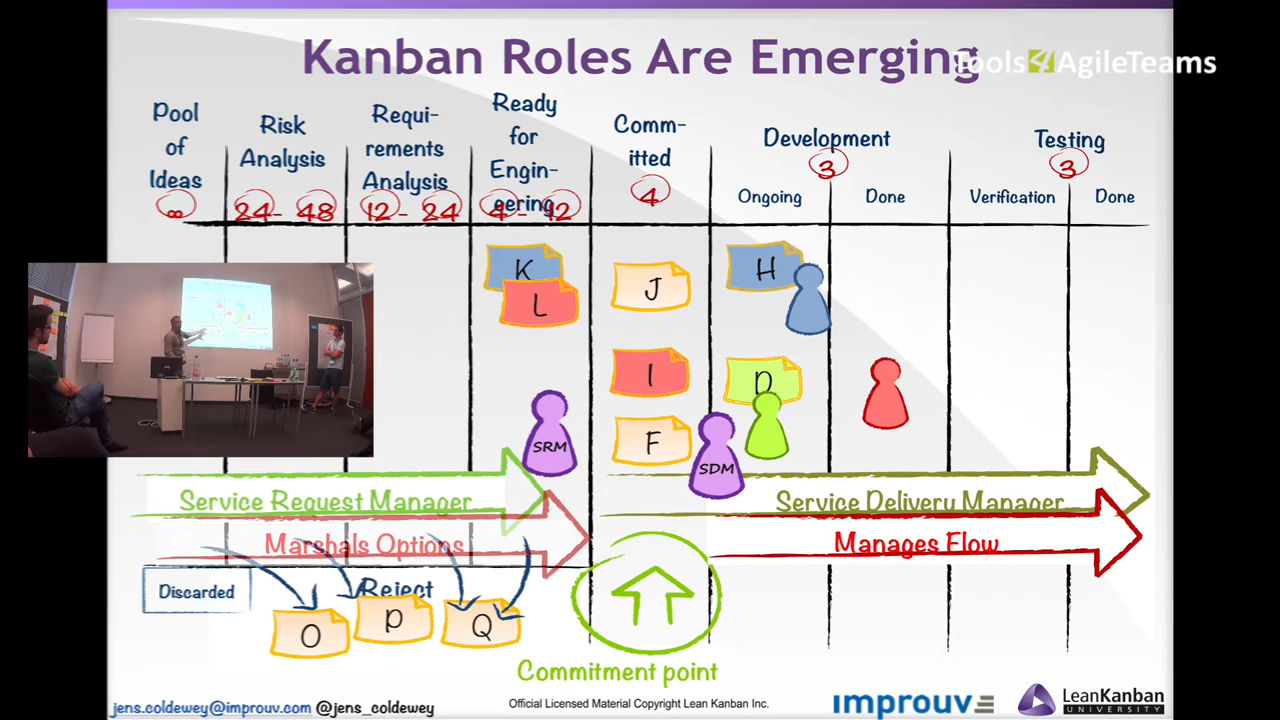 Kanban Roles Are Emerging
Tools4AgileTeams
Pool
of
Ideas
∞
Risk
Analysis
24 - 48
Requi-
rements
Analysis
12 - 24
Ready
for
Engin-
eering
4 - 12
Comm-
itted
4
Development
3
Ongoing
Done
Testing
3
Verification
Done
K
L
J
H
I
D
F
SRM
SDM
Service Request Manager
Service Delivery Manager
Marshals Options
Manages Flow
Discarded
Reject
O
P
Q
Commitment point
jens.coldewey@improuv.com @jens_coldewey
Official Licensed Material Copyright Lean Kanban Inc.
improuv
LeanKanban
UNIVERSITY